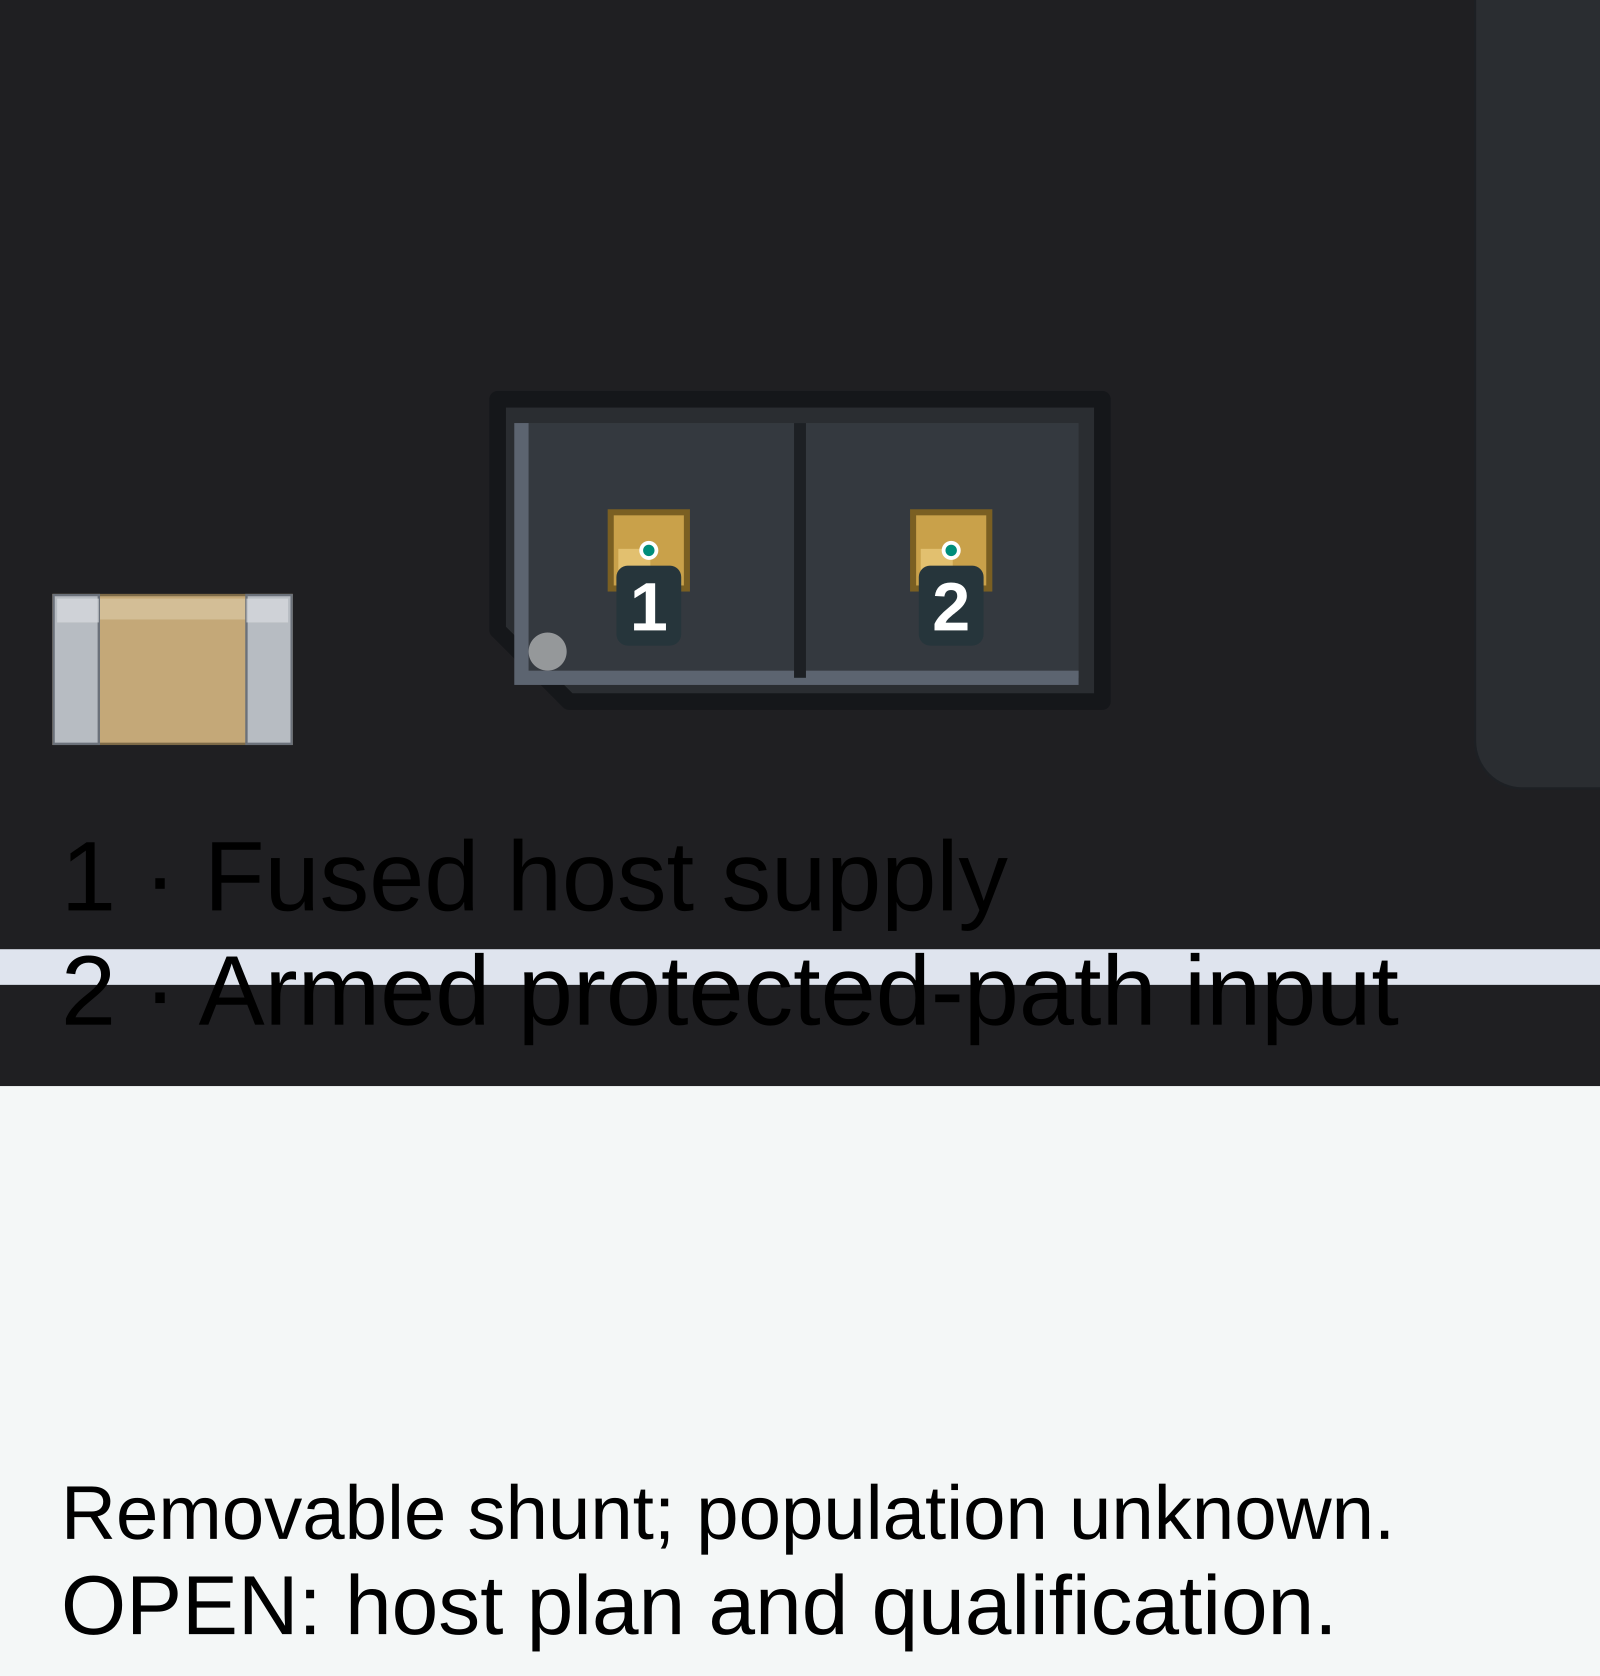 1 2
1 · Fused host supply
2 · Armed protected-path input
Removable shunt; population unknown.
OPEN: host plan and qualification.